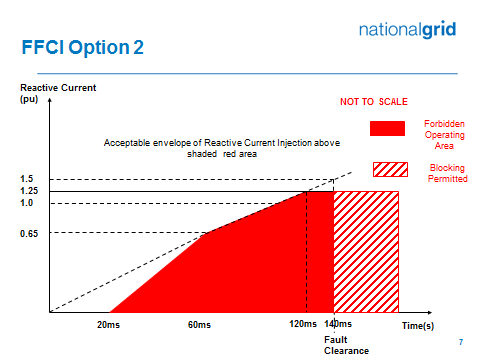 nationalgrid
FFCI Option 2
Reactive Current
(pu)
NOT TO SCALE
Forbidden
Operating
Area
Acceptable envelope of Reactive Current Injection above
shaded red area
Blocking
Permitted
1.5
1.25
1.0
0.65
20ms
60ms
120ms
140ms
Time(s)
Fault
Clearance
7